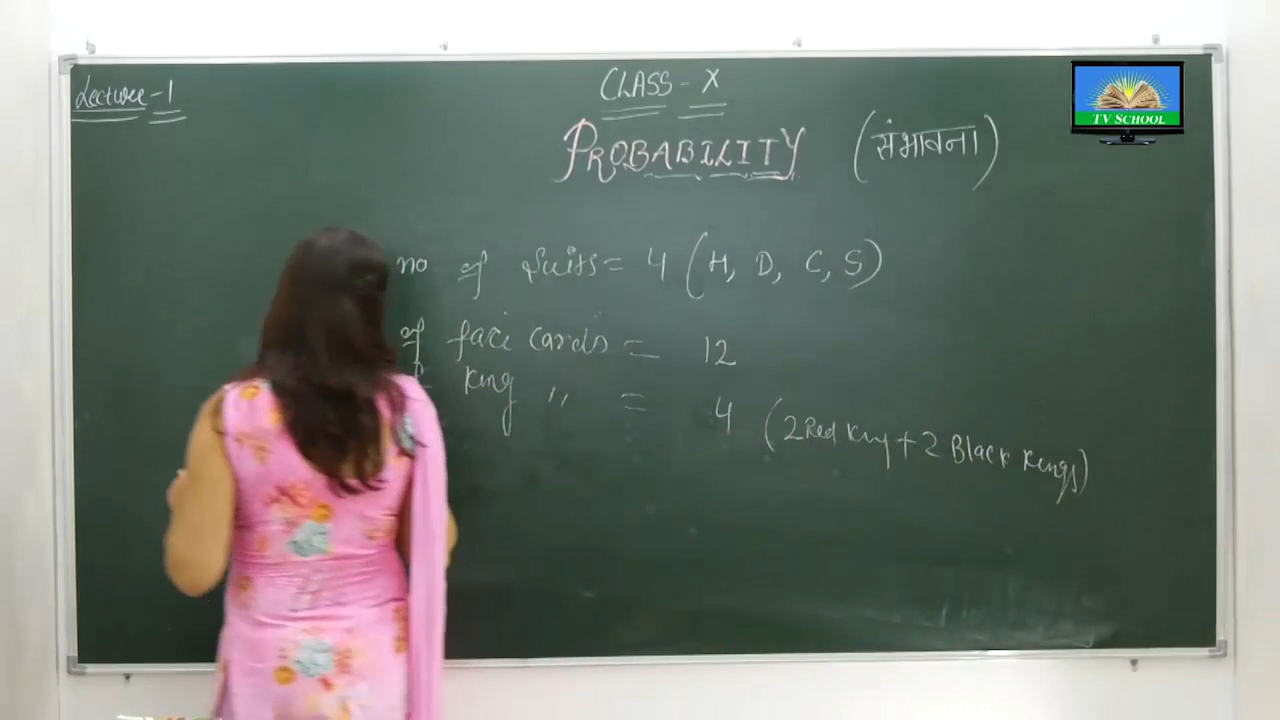 Lecture-1
CLASS - X
PROBABILITY (संभावना)
TV SCHOOL
no of Suits = 4 (H, D, C, S)
of face cards = 12
King " = 4 (2 Red King + 2 Black Kings)